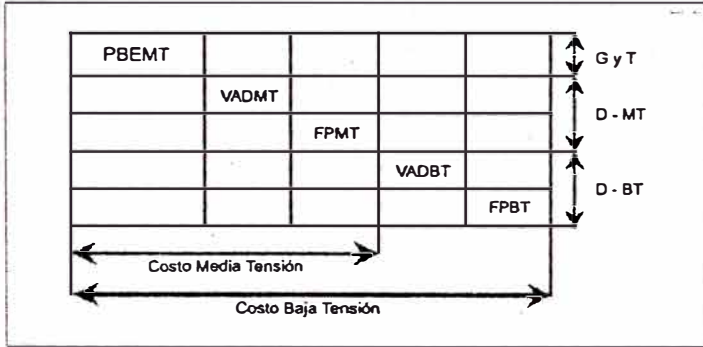 PBEMT
G y T
VADMT
D - MT
FPMT
VADBT
D - BT
FPBT
Costo Media Tensión
Costo Baja Tensión